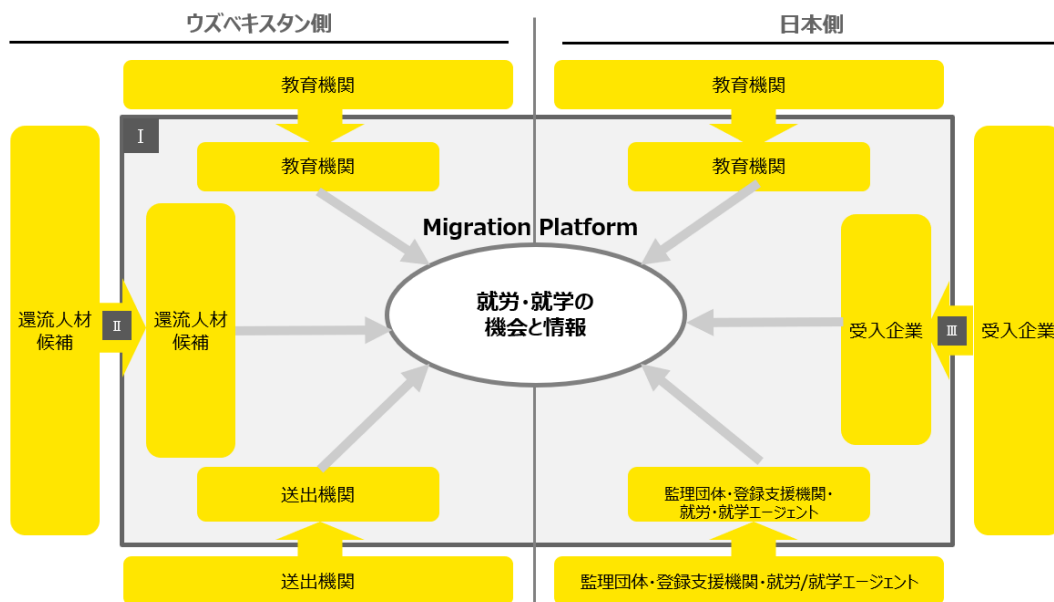 ウズベキスタン側
日本側
教育機関
教育機関
Ⅰ
教育機関
教育機関
Migration Platform
就労・就学の
機会と情報
還流人材
候補
Ⅱ
還流人材
候補
受入企業
Ⅲ
受入企業
送出機関
監理団体・登録支援機関・
就労・就学エージェント
送出機関
監理団体・登録支援機関・就労/就学エージェント